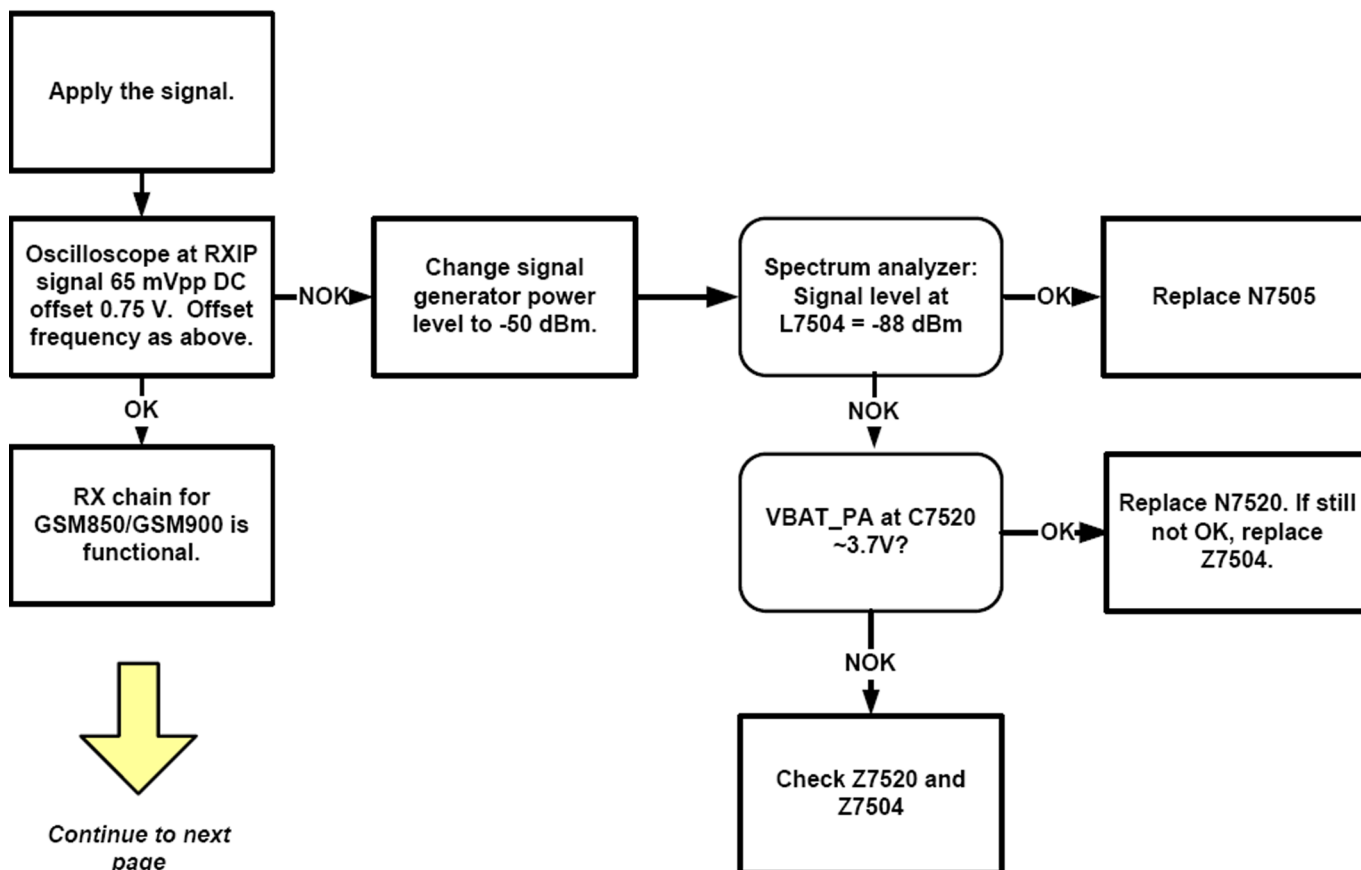 Apply the signal.
Oscilloscope at RXIP
signal 65 mVpp DC
offset 0.75 V.  Offset
frequency as above.
NOK
Change signal
generator power
level to -50 dBm.
Spectrum analyzer:
Signal level at
L7504 = -88 dBm
OK
Replace N7505
OK
NOK
RX chain for
GSM850/GSM900 is
functional.
VBAT_PA at C7520
~3.7V?
OK
Replace N7520. If still
not OK, replace
Z7504.
NOK
Check Z7520 and
Z7504
Continue to next
page